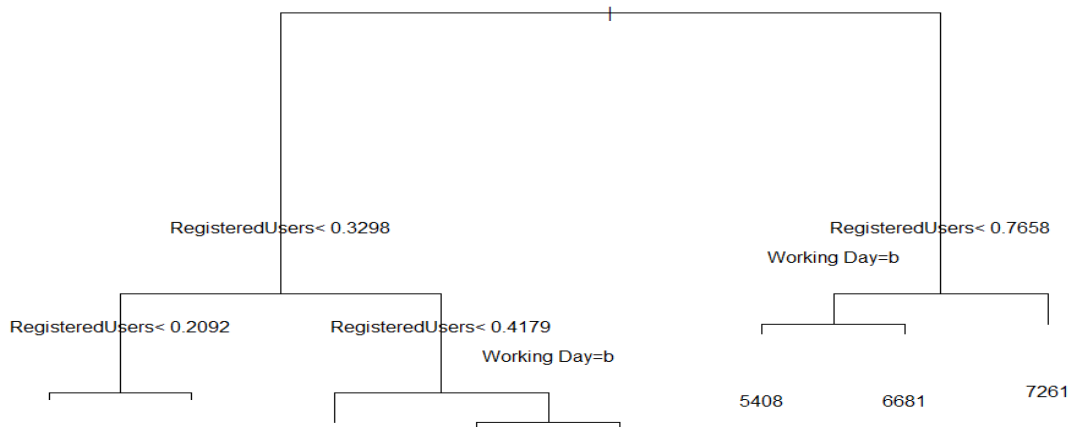 RegisteredUsers< 0.3298
RegisteredUsers< 0.7658
Working Day=b
RegisteredUsers< 0.2092
RegisteredUsers< 0.4179
Working Day=b
5408
6681
7261